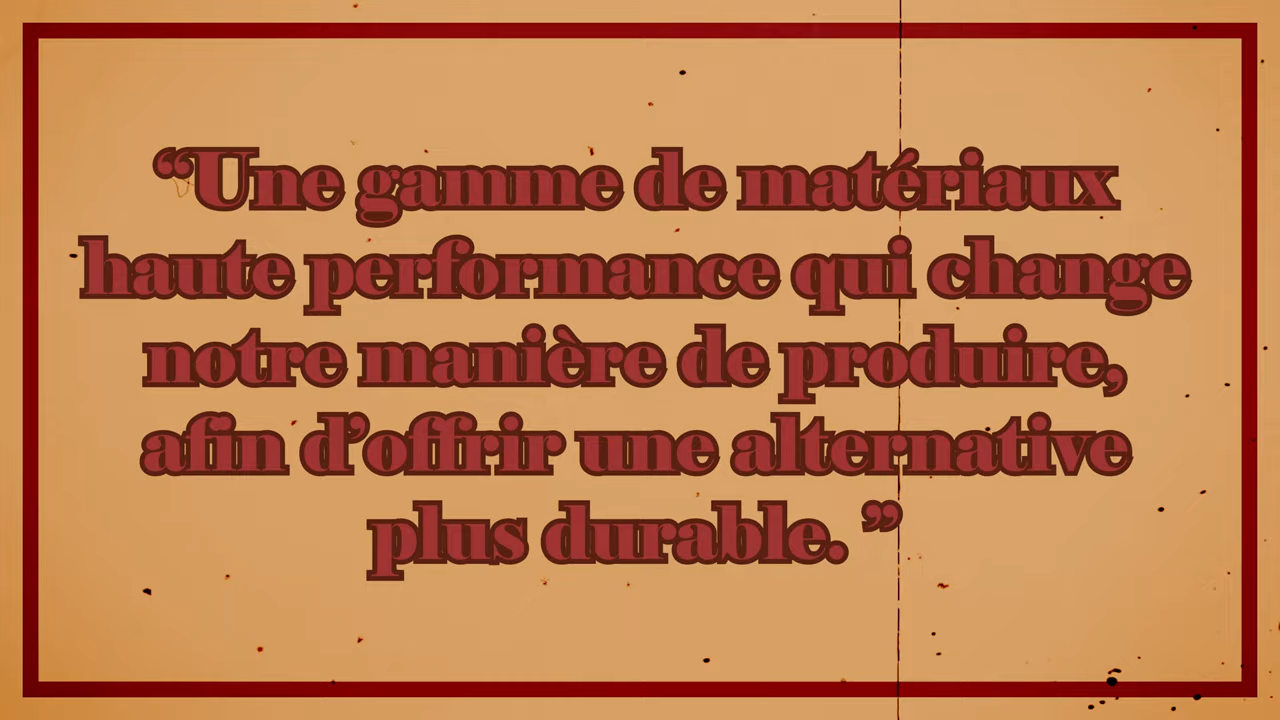 “Une gamme de matériaux
haute performance qui change
notre manière de produire,
afin d’offrir une alternative
plus durable. ”